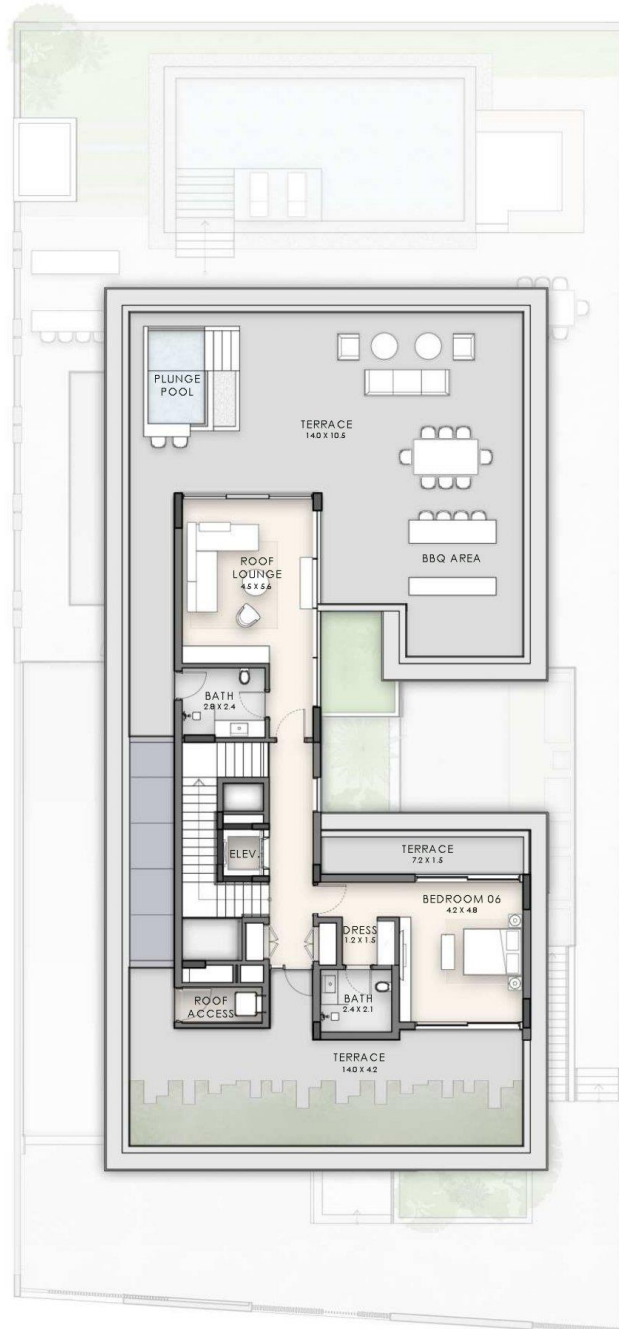 PLUNGE
POOL
TERRACE
14.0 X 10.5
BBQ AREA
ROOF
LOUNGE
4.5 X 5.6
BATH
2.8 X 2.4
ELEV.
TERRACE
7.2 X 1.5
BEDROOM 06
4.2 X 4.8
DRESS
1.2 X 1.5
BATH
2.4 X 2.1
ROOF
ACCESS
TERRACE
14.0 X 4.2